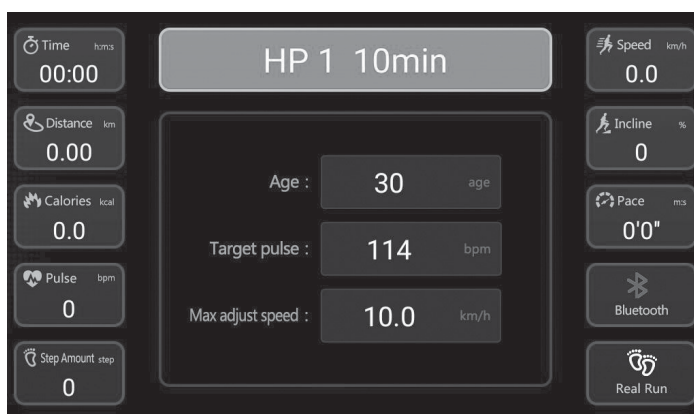 Time h:m:s
00:00
Distance km
0.00
Calories kcal
0.0
Pulse bpm
0
Step Amount step
0
HP 1 10min
Age : 30 age
Target pulse : 114 bpm
Max adjust speed : 10.0 km/h
Speed km/h
0.0
Incline %
0
Pace m:s
0'0"
Bluetooth
Real Run